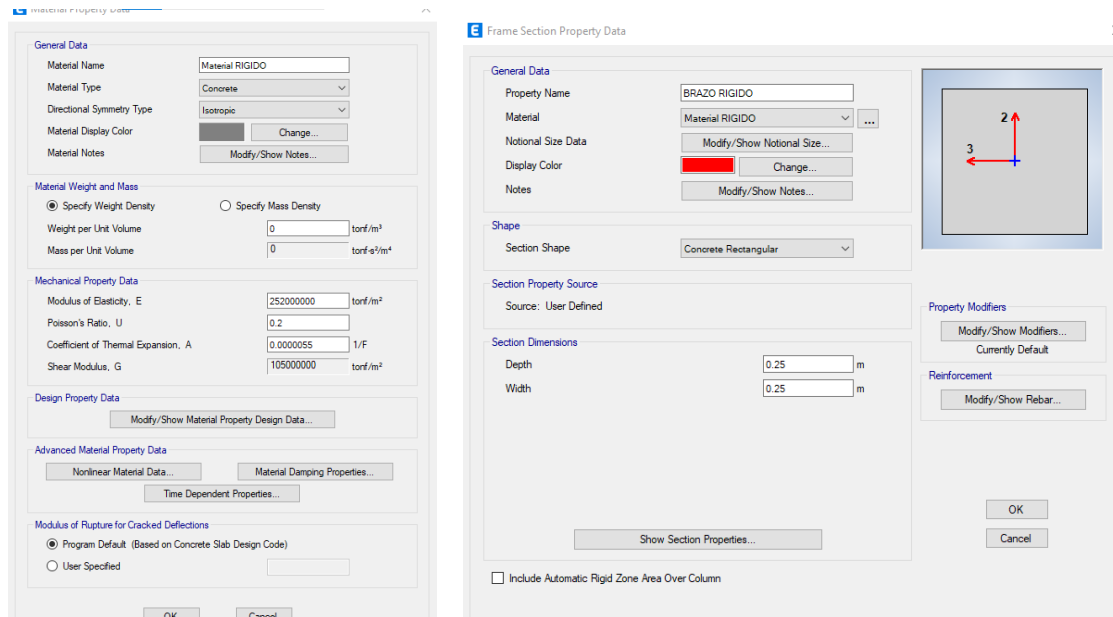 Material Property Data
General Data
Material Name Material RIGIDO
Material Type Concrete
Directional Symmetry Type Isotropic
Material Display Color Change...
Material Notes Modify/Show Notes...
Material Weight and Mass
Specify Weight Density Specify Mass Density
Weight per Unit Volume 0 tonf/m³
Mass per Unit Volume 0 tonf-s²/m⁴
Mechanical Property Data
Modulus of Elasticity, E 252000000 tonf/m²
Poisson's Ratio, U 0.2
Coefficient of Thermal Expansion, A 0.0000055 1/F
Shear Modulus, G 105000000 tonf/m²
Design Property Data
Modify/Show Material Property Design Data...
Advanced Material Property Data
Nonlinear Material Data... Material Damping Properties...
Time Dependent Properties...
Modulus of Rupture for Cracked Deflections
Program Default (Based on Concrete Slab Design Code)
User Specified
OK Cancel
E Frame Section Property Data
General Data
Property Name BRAZO RIGIDO
Material Material RIGIDO ...
Notional Size Data Modify/Show Notional Size...
Display Color Change...
Notes Modify/Show Notes...
Shape
Section Shape Concrete Rectangular
Section Property Source
Source: User Defined
Section Dimensions
Depth 0.25 m
Width 0.25 m
Show Section Properties...
Include Automatic Rigid Zone Area Over Column
2
3
Property Modifiers
Modify/Show Modifiers...
Currently Default
Reinforcement
Modify/Show Rebar...
OK
Cancel